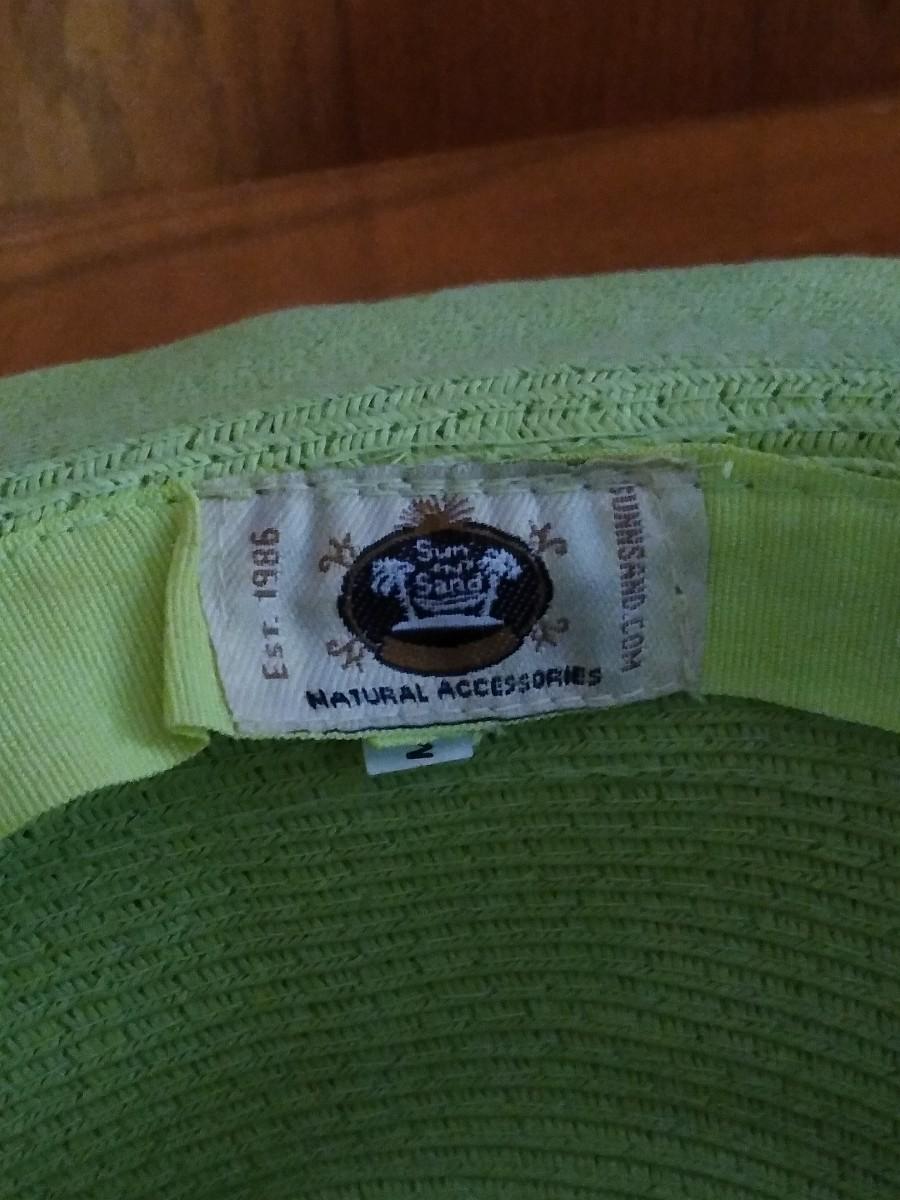 Est. 1986
Sun
"N"
Sand
SUNNSAND.COM
NATURAL ACCESSORIES